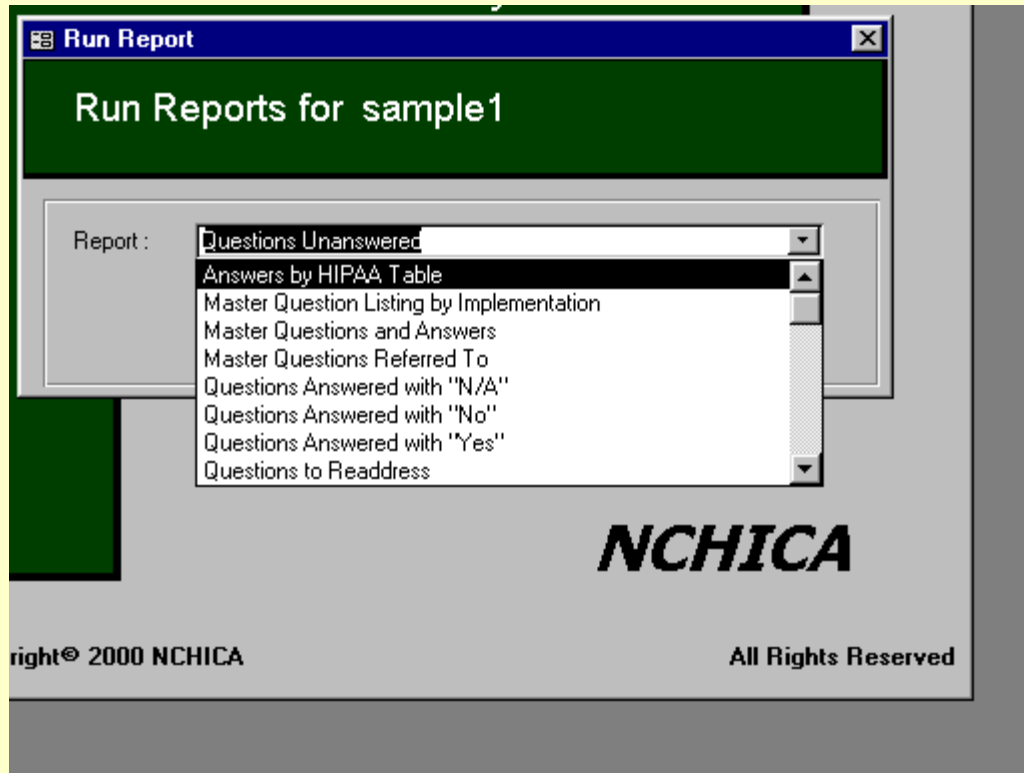 Run Report
Run Reports for sample1
Report :
Questions Unanswered
Answers by HIPAA Table
Master Question Listing by Implementation
Master Questions and Answers
Master Questions Referred To
Questions Answered with "N/A"
Questions Answered with "No"
Questions Answered with "Yes"
Questions to Readdress
NCHICA
right© 2000 NCHICA
All Rights Reserved